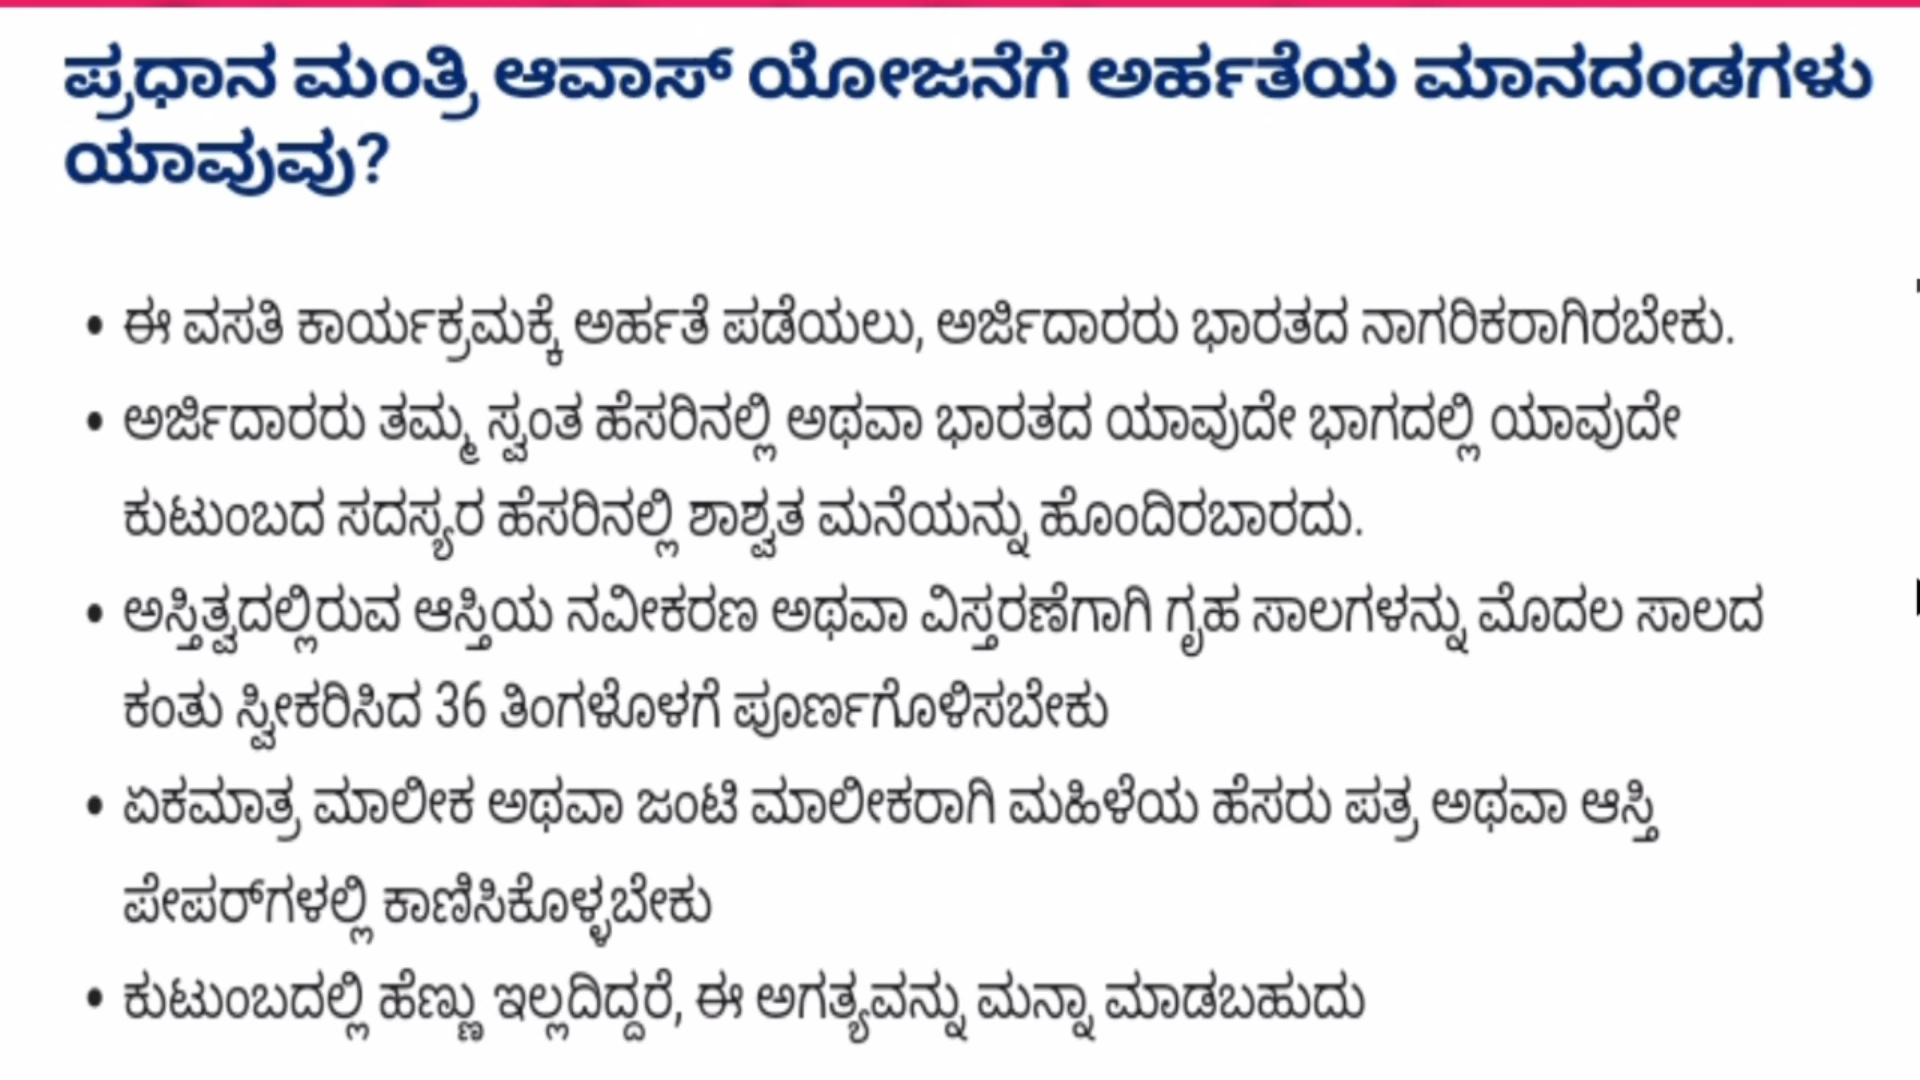 ಪ್ರಧಾನ ಮಂತ್ರಿ ಆವಾಸ್ ಯೋಜನೆಗೆ ಅರ್ಹತೆಯ ಮಾನದಂಡಗಳು
ಯಾವುವು?
• ಈ ವಸತಿ ಕಾರ್ಯಕ್ರಮಕ್ಕೆ ಅರ್ಹತೆ ಪಡೆಯಲು, ಅರ್ಜಿದಾರರು ಭಾರತದ ನಾಗರಿಕರಾಗಿರಬೇಕು.
• ಅರ್ಜಿದಾರರು ತಮ್ಮ ಸ್ವಂತ ಹೆಸರಿನಲ್ಲಿ ಅಥವಾ ಭಾರತದ ಯಾವುದೇ ಭಾಗದಲ್ಲಿ ಯಾವುದೇ
ಕುಟುಂಬದ ಸದಸ್ಯರ ಹೆಸರಿನಲ್ಲಿ ಶಾಶ್ವತ ಮನೆಯನ್ನು ಹೊಂದಿರಬಾರದು.
• ಅಸ್ತಿತ್ವದಲ್ಲಿರುವ ಆಸ್ತಿಯ ನವೀಕರಣ ಅಥವಾ ವಿಸ್ತರಣೆಗಾಗಿ ಗೃಹ ಸಾಲಗಳನ್ನು ಮೊದಲ ಸಾಲದ
ಕಂತು ಸ್ವೀಕರಿಸಿದ 36 ತಿಂಗಳೊಳಗೆ ಪೂರ್ಣಗೊಳಿಸಬೇಕು
• ಏಕಮಾತ್ರ ಮಾಲೀಕ ಅಥವಾ ಜಂಟಿ ಮಾಲೀಕರಾಗಿ ಮಹಿಳೆಯ ಹೆಸರು ಪತ್ರ ಅಥವಾ ಆಸ್ತಿ
ಪೇಪರ್‌ಗಳಲ್ಲಿ ಕಾಣಿಸಿಕೊಳ್ಳಬೇಕು
• ಕುಟುಂಬದಲ್ಲಿ ಹೆಣ್ಣು ಇಲ್ಲದಿದ್ದರೆ, ಈ ಅಗತ್ಯವನ್ನು ಮನ್ನಾ ಮಾಡಬಹುದು